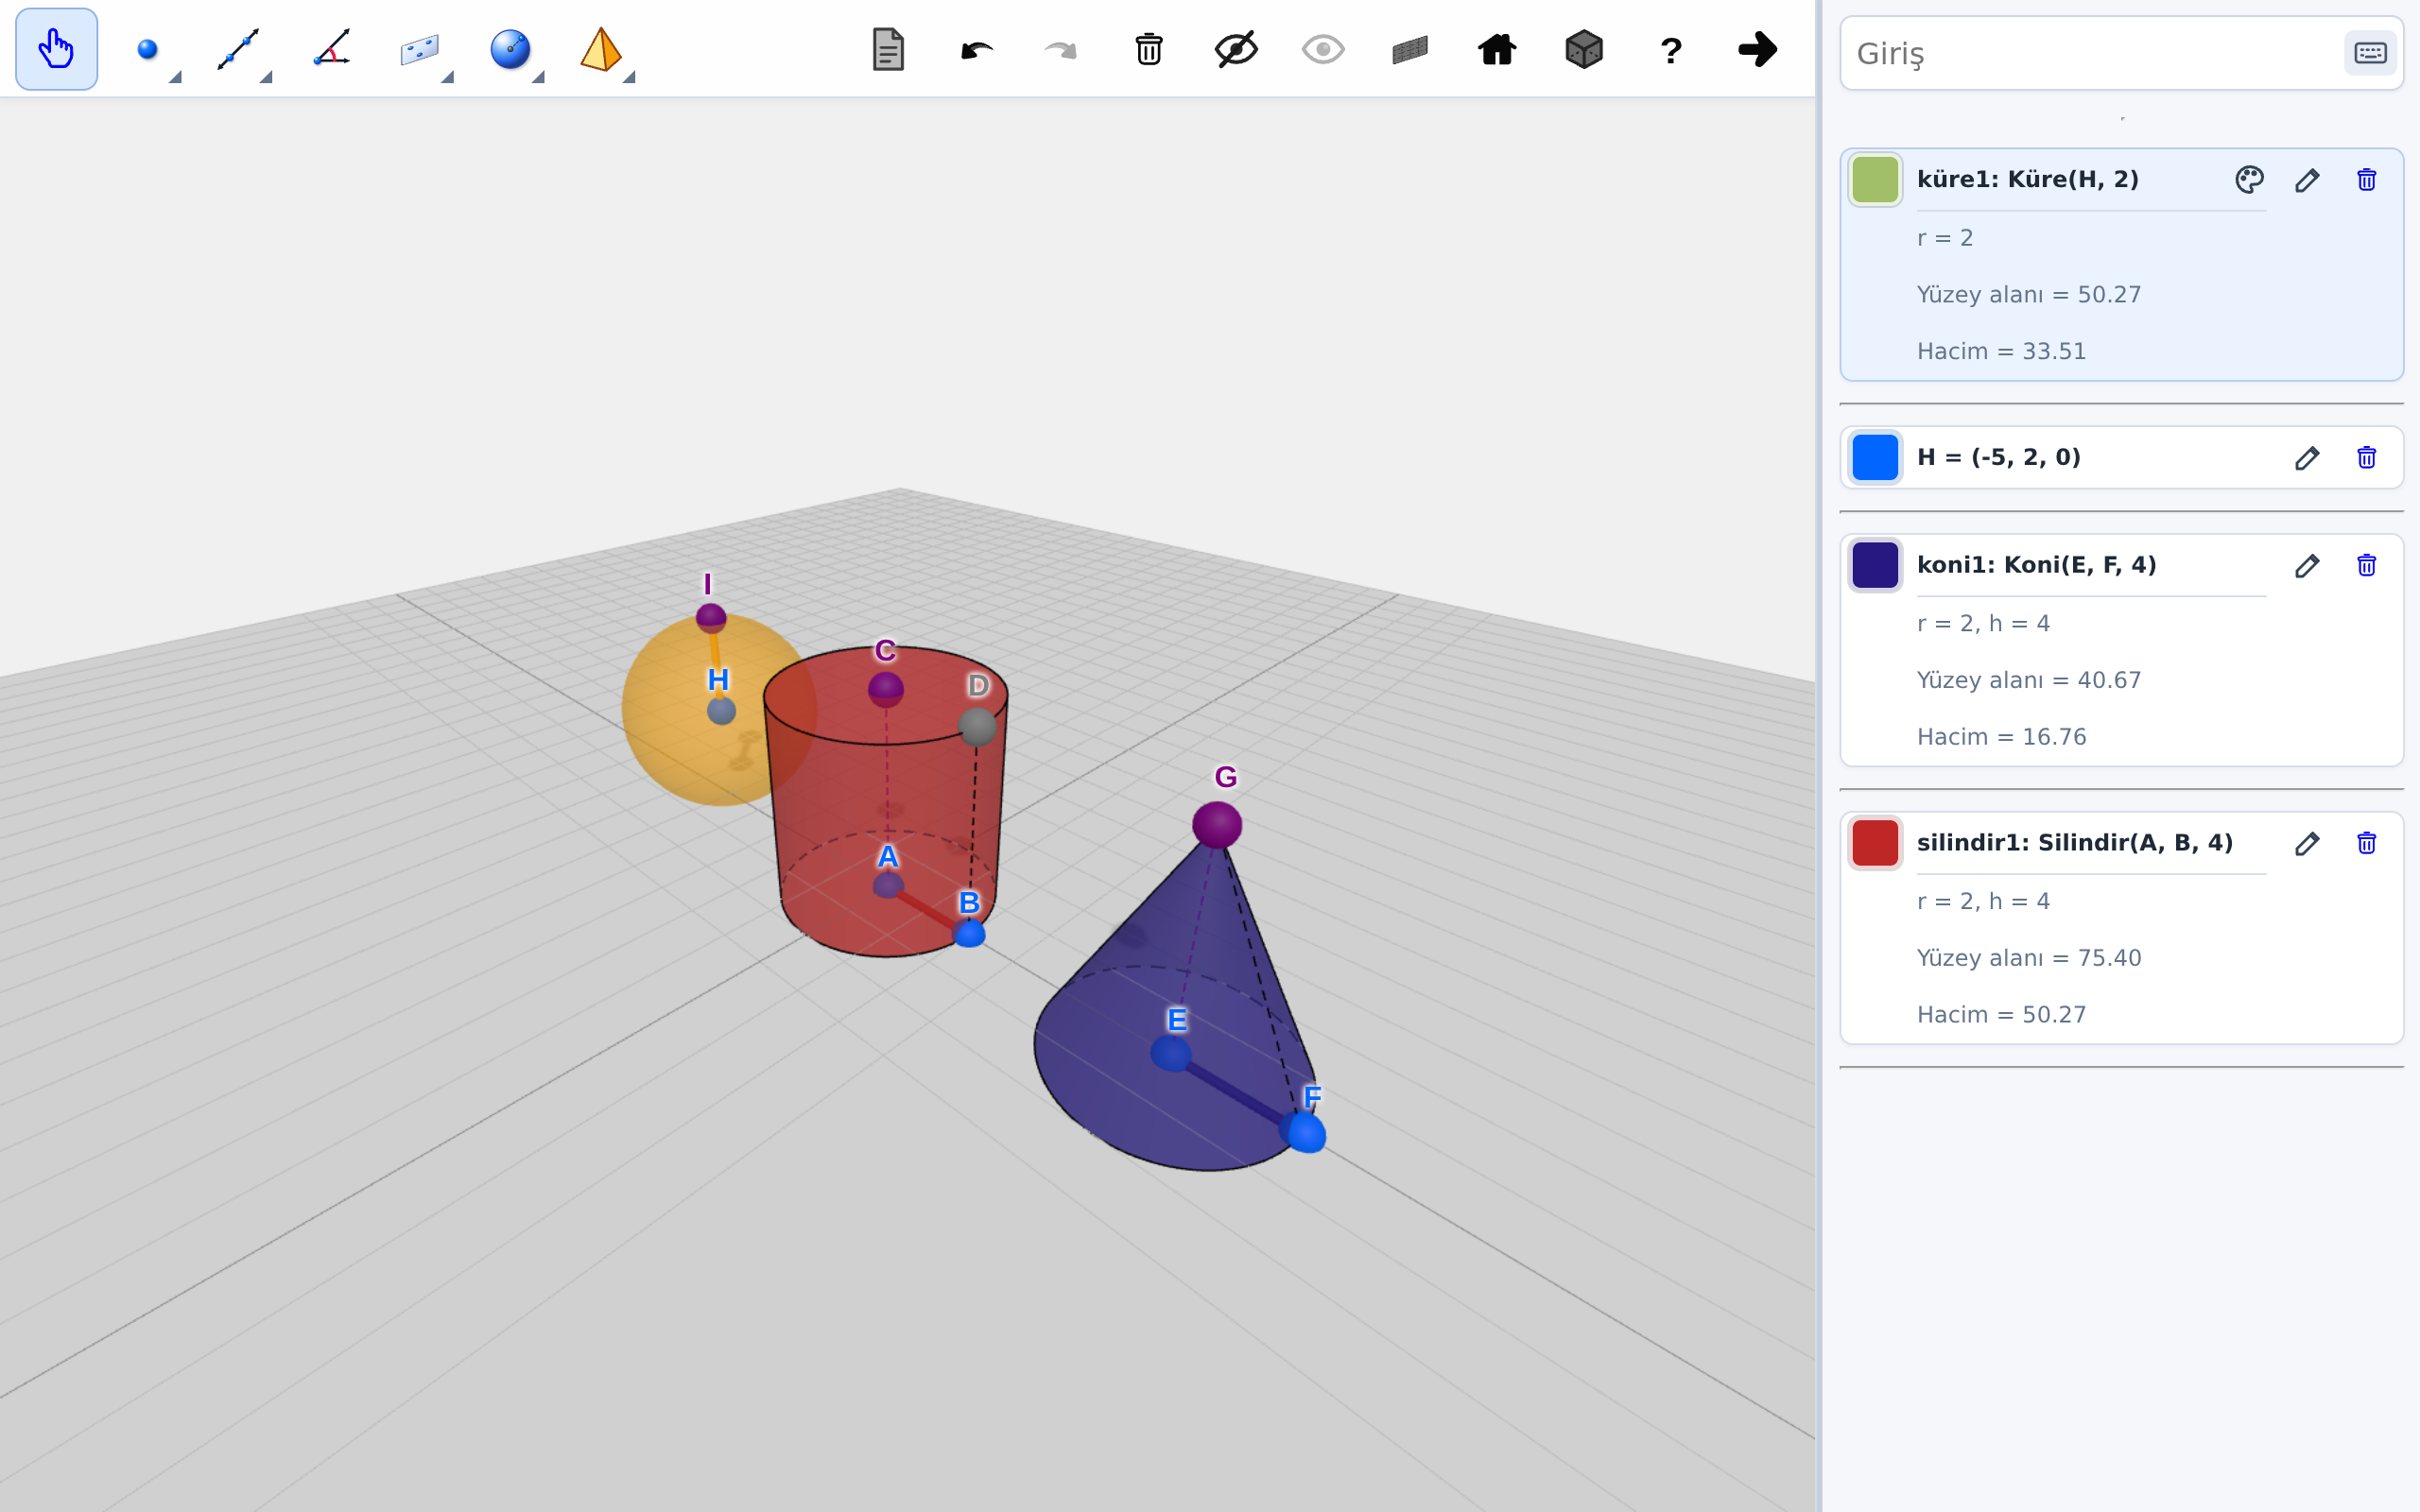 ?
Giriş
küre1: Küre(H, 2)
r = 2
Yüzey alanı = 50.27
Hacim = 33.51
H = (-5, 2, 0)
koni1: Koni(E, F, 4)
r = 2, h = 4
Yüzey alanı = 40.67
Hacim = 16.76
silindir1: Silindir(A, B, 4)
r = 2, h = 4
Yüzey alanı = 75.40
Hacim = 50.27
I
C
H
D
G
A
B
E
F